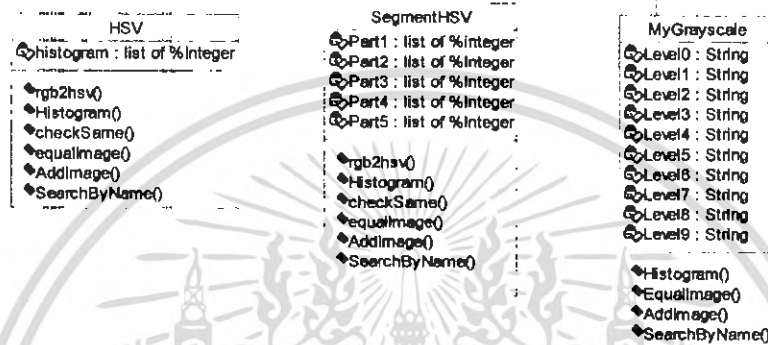 HSV
histogram : list of %Integer
rgb2hsv()
Histogram()
checkSame()
equalImage()
AddImage()
SearchByName()
SegmentHSV
Part1 : list of %Integer
Part2 : list of %Integer
Part3 : list of %Integer
Part4 : list of %Integer
Part5 : list of %Integer
rgb2hsv()
Histogram()
checkSame()
equalImage()
AddImage()
SearchByName()
MyGrayscale
Level0 : String
Level1 : String
Level2 : String
Level3 : String
Level4 : String
Level5 : String
Level6 : String
Level7 : String
Level8 : String
Level9 : String
Histogram()
EqualImage()
AddImage()
SearchByName()